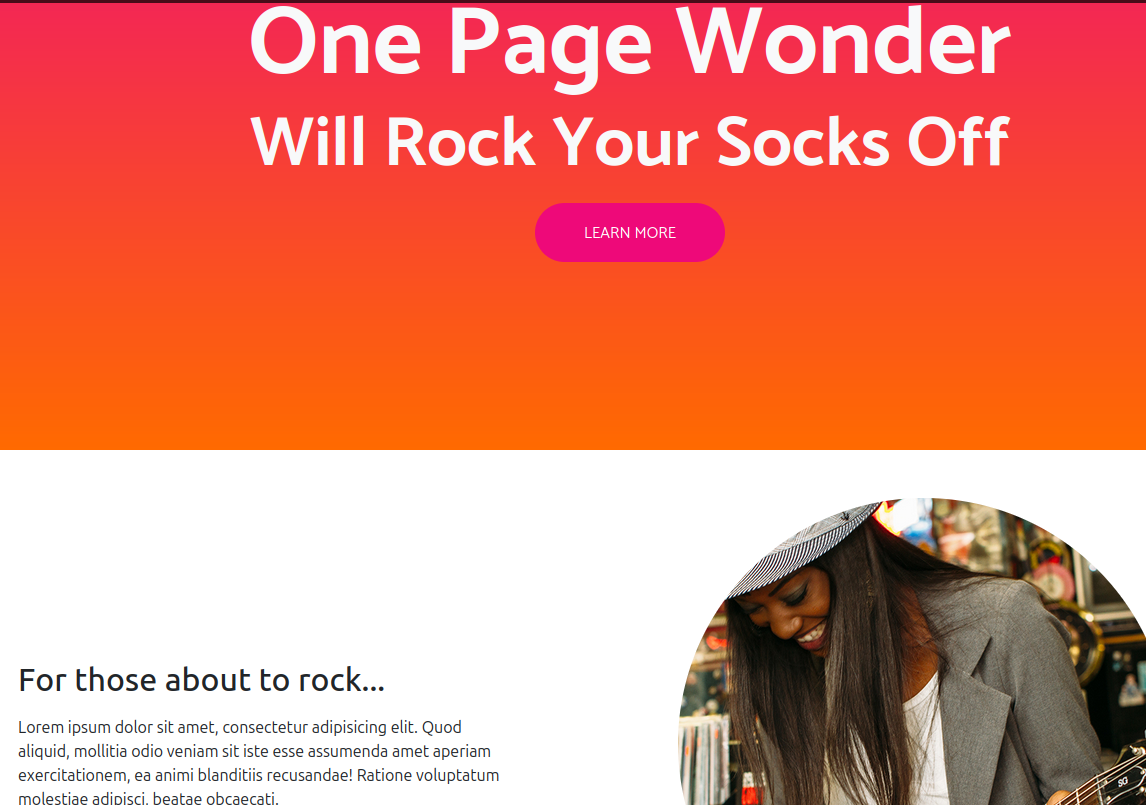 One Page Wonder
Will Rock Your Socks Off
LEARN MORE
For those about to rock...
Lorem ipsum dolor sit amet, consectetur adipisicing elit. Quod
aliquid, mollitia odio veniam sit iste esse assumenda amet aperiam
exercitationem, ea animi blanditiis recusandae! Ratione voluptatum
molestiae adipisci, beatae obcaecati.
SG